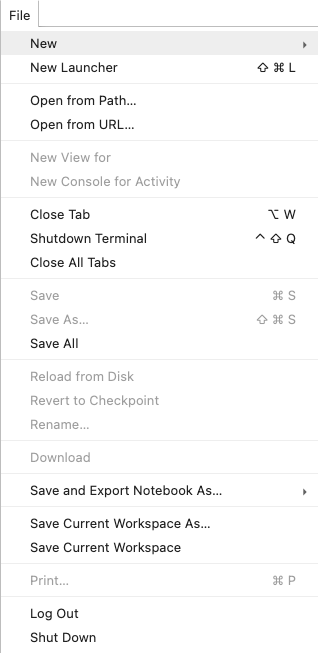 File
New
New Launcher ⇧ ⌘ L
Open from Path...
Open from URL...
New View for
New Console for Activity
Close Tab ⌥ W
Shutdown Terminal ⌃ ⇧ Q
Close All Tabs
Save ⌘ S
Save As... ⇧ ⌘ S
Save All
Reload from Disk
Revert to Checkpoint
Rename...
Download
Save and Export Notebook As...
Save Current Workspace As...
Save Current Workspace
Print... ⌘ P
Log Out
Shut Down